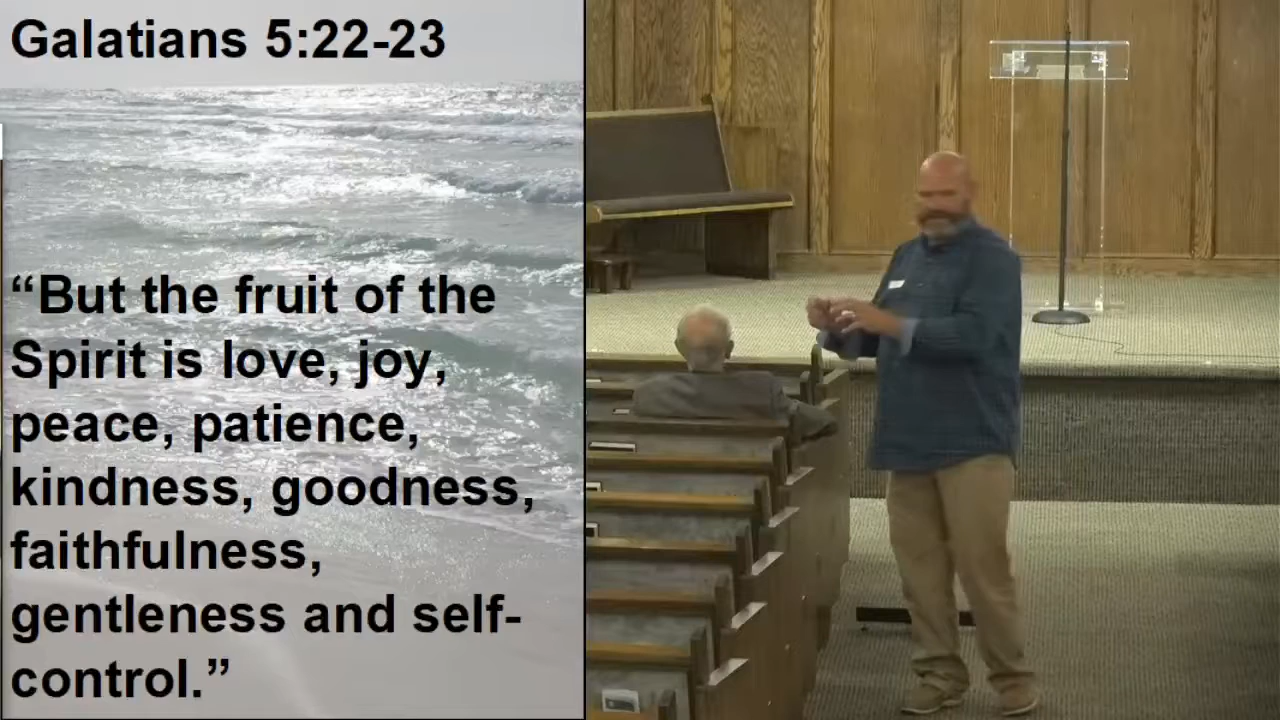 Galatians 5:22-23
“But the fruit of the
Spirit is love, joy,
peace, patience,
kindness, goodness,
faithfulness,
gentleness and self-
control.”